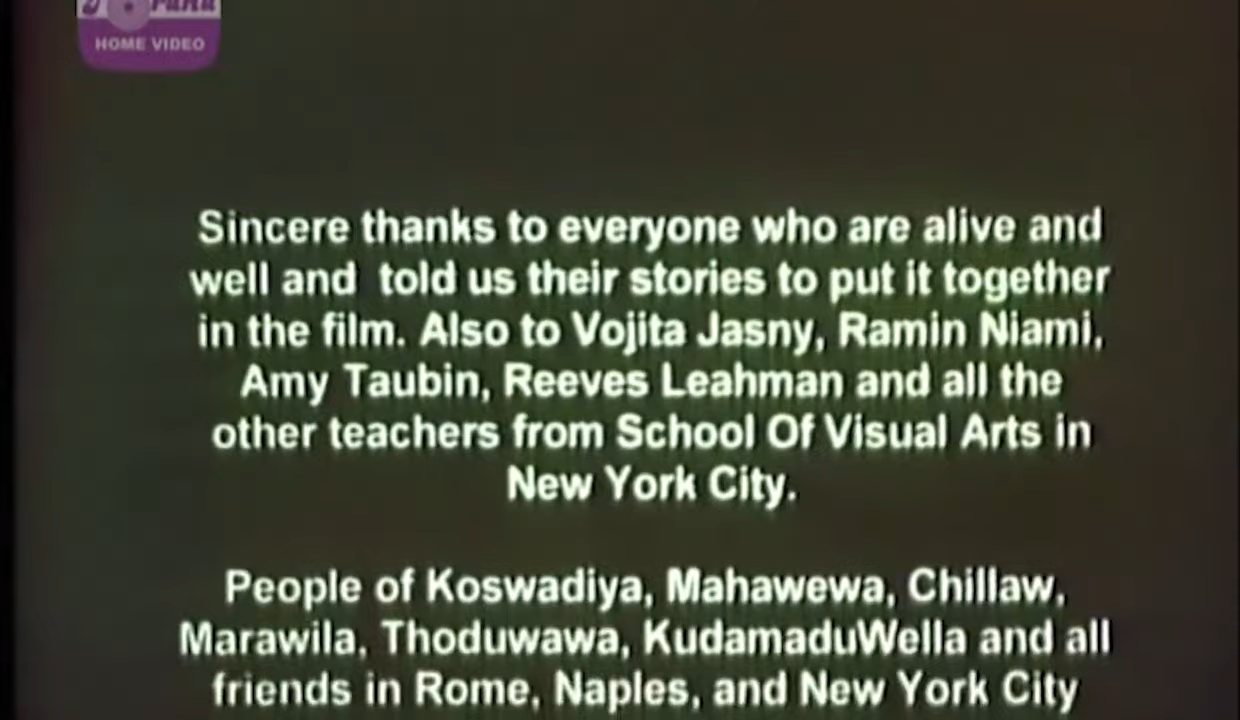 HOME VIDEO
Sincere thanks to everyone who are alive and
well and told us their stories to put it together
in the film. Also to Vojita Jasny, Ramin Niami,
Amy Taubin, Reeves Leahman and all the
other teachers from School Of Visual Arts in
New York City.
People of Koswadiya, Mahawewa, Chillaw,
Marawila, Thoduwawa, KudamaduWella and all
friends in Rome, Naples, and New York City